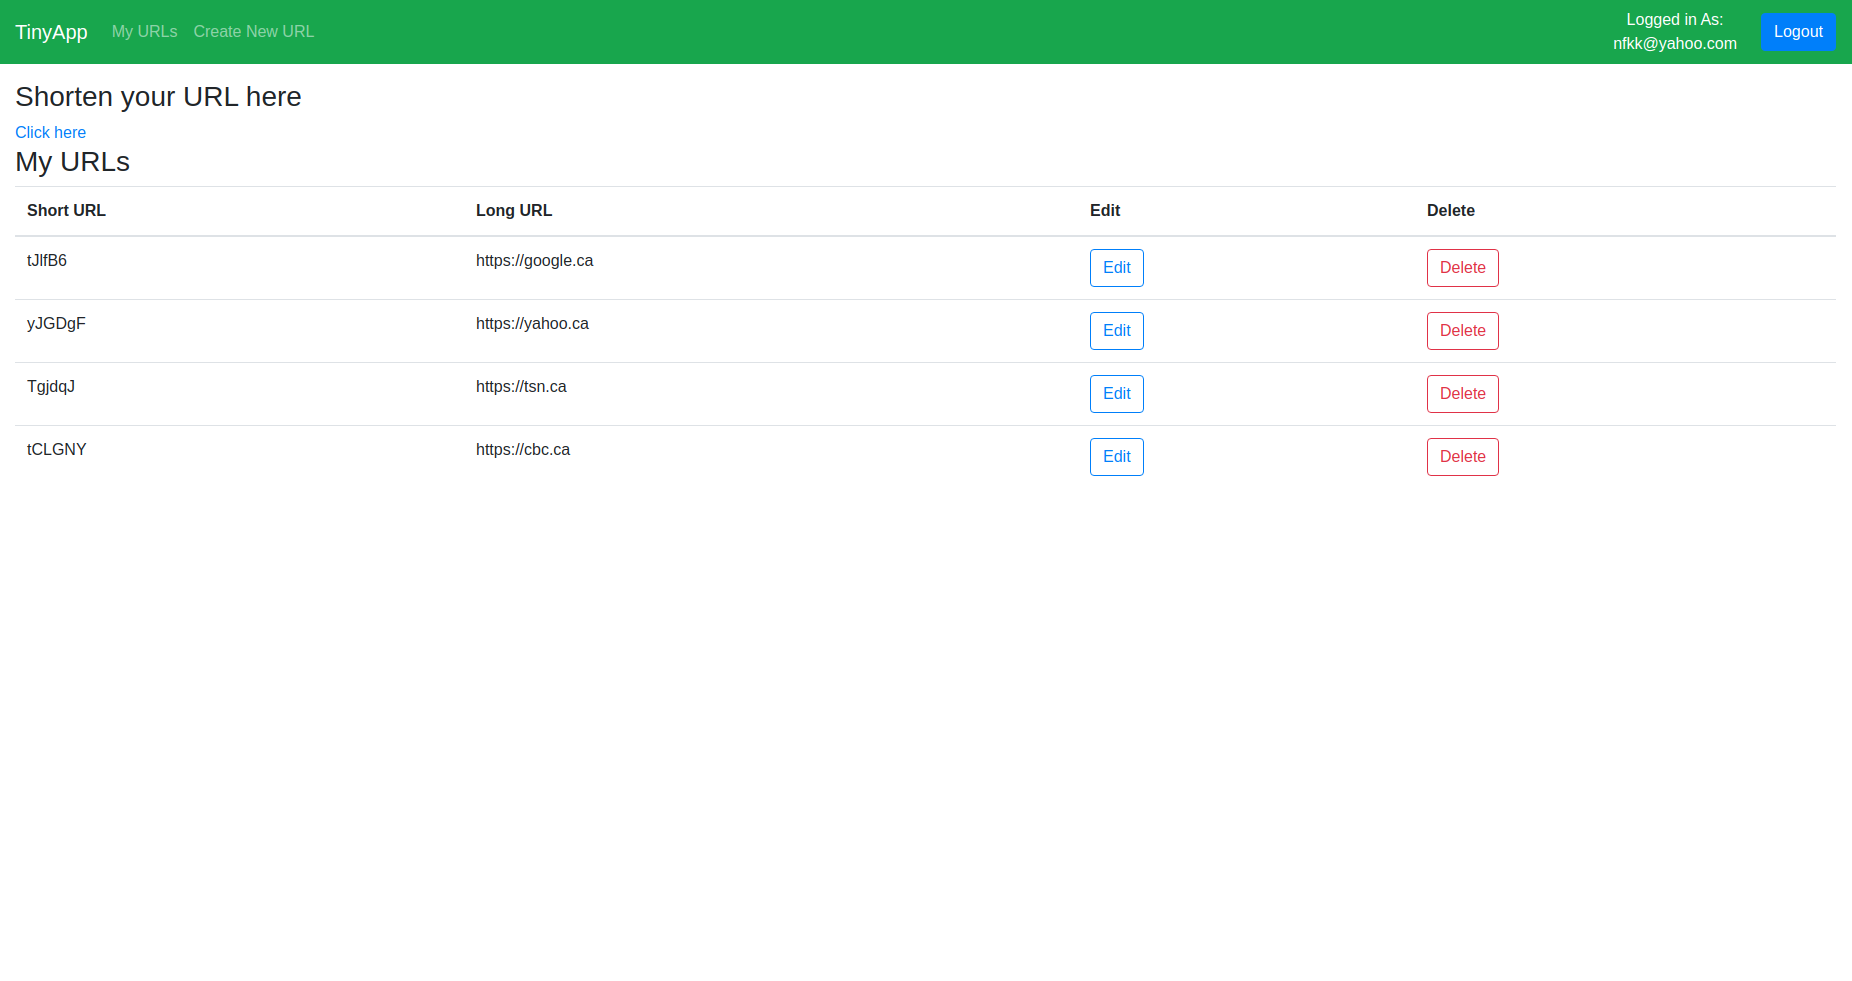 TinyApp My URLs Create New URL Logged in As:
nfkk@yahoo.com Logout
Shorten your URL here
Click here
My URLs
Short URL Long URL Edit Delete
tJlfB6 https://google.ca Edit Delete
yJGDgF https://yahoo.ca Edit Delete
TgjdqJ https://tsn.ca Edit Delete
tCLGNY https://cbc.ca Edit Delete